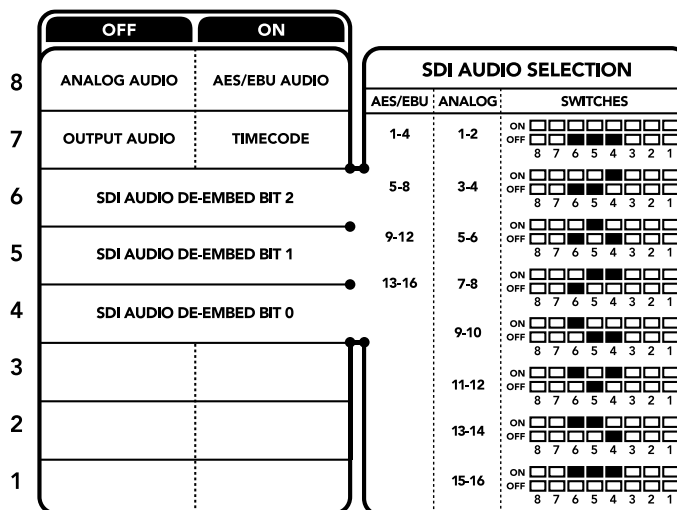 OFF ON
8 ANALOG AUDIO AES/EBU AUDIO
7 OUTPUT AUDIO TIMECODE
6 SDI AUDIO DE-EMBED BIT 2
5 SDI AUDIO DE-EMBED BIT 1
4 SDI AUDIO DE-EMBED BIT 0
3
2
1
SDI AUDIO SELECTION
AES/EBU ANALOG SWITCHES
1-4 1-2 ON
OFF
8 7 6 5 4 3 2 1
5-8 3-4 ON
OFF
8 7 6 5 4 3 2 1
9-12 5-6 ON
OFF
8 7 6 5 4 3 2 1
13-16 7-8 ON
OFF
8 7 6 5 4 3 2 1
9-10 ON
OFF
8 7 6 5 4 3 2 1
11-12 ON
OFF
8 7 6 5 4 3 2 1
13-14 ON
OFF
8 7 6 5 4 3 2 1
15-16 ON
OFF
8 7 6 5 4 3 2 1